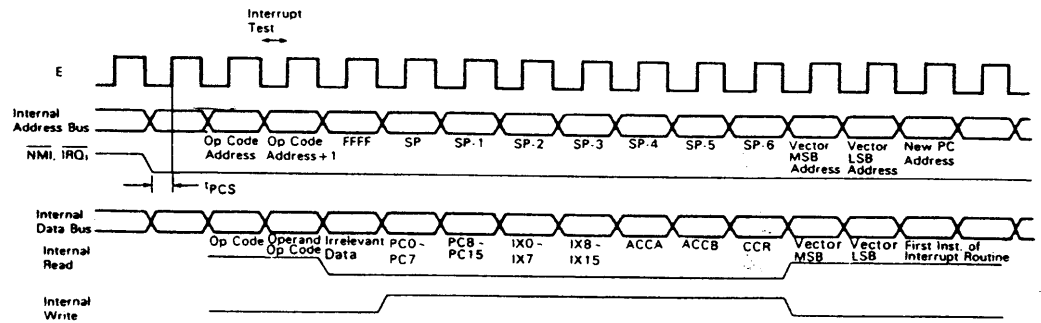 Interrupt
Test
E
Internal
Address Bus
Op Code
Address
Op Code
Address+1
FFFF
SP
SP-1
SP-2
SP-3
SP-4
SP-5
SP-6
Vector
MSB
Address
Vector
LSB
Address
New PC
Address
NMI, IRQ1
tPCS
Internal
Data Bus
Op Code
Operand
Op Code
Irrelevant
Data
PC0~
PC7
PC8~
PC15
IX0~
IX7
IX8~
IX15
ACCA
ACCB
CCR
Vector
MSB
Vector
LSB
First Inst. of
Interrupt Routine
Internal
Read
Internal
Write